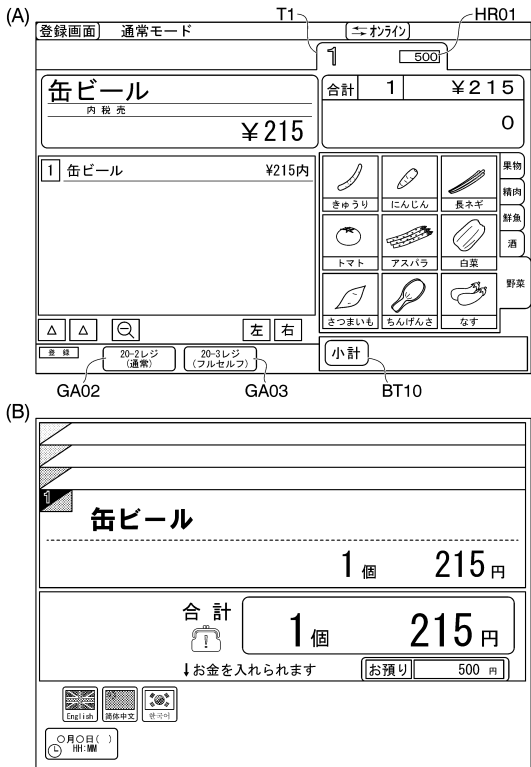 (A)
T1
HR01
登録画面 通常モード
オンライン
1 500
缶ビール
内税売
¥215
合計 1 ¥215
0
1 缶ビール ¥215内
きゅうり にんじん 長ネギ
トマト アスパラ 白菜
さつまいも ちんげんさ なす
果物
精肉
鮮魚
酒
野菜
左 右
登録
20-2レジ
(通常)
20-3レジ
(フルセルフ)
小計
GA02
GA03
BT10
(B)
1
缶ビール
1個 215円
合計
1個 215円
↓お金を入れられます
お預り 500 円
English
简体中文
한국어
○月○日( )
HH:MM